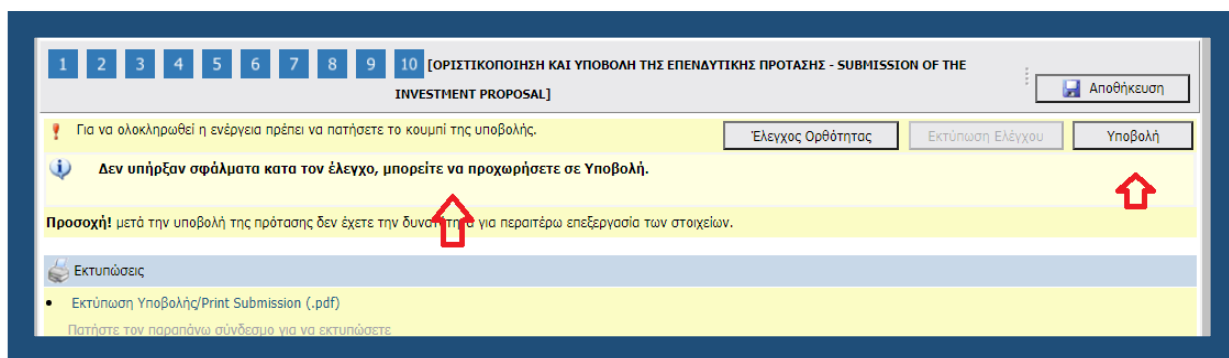 1 2 3 4 5 6 7 8 9 10 [ΟΡΙΣΤΙΚΟΠΟΙΗΣΗ ΚΑΙ ΥΠΟΒΟΛΗ ΤΗΣ ΕΠΕΝΔΥΤΙΚΗΣ ΠΡΟΤΑΣΗΣ - SUBMISSION OF THE
INVESTMENT PROPOSAL]
Αποθήκευση
Για να ολοκληρωθεί η ενέργεια πρέπει να πατήσετε το κουμπί της υποβολής.
Έλεγχος Ορθότητας Εκτύπωση Ελέγχου Υποβολή
Δεν υπήρξαν σφάλματα κατα τον έλεγχο, μπορείτε να προχωρήσετε σε Υποβολή.
Προσοχή! μετά την υποβολή της πρότασης δεν έχετε την για περαιτέρω επεξεργασία των στοιχείων.
Εκτυπώσεις
Εκτύπωση Υποβολής/Print Submission (.pdf)
Πατήστε τον παραπάνω σύνδεσμο για να εκτυπώσετε